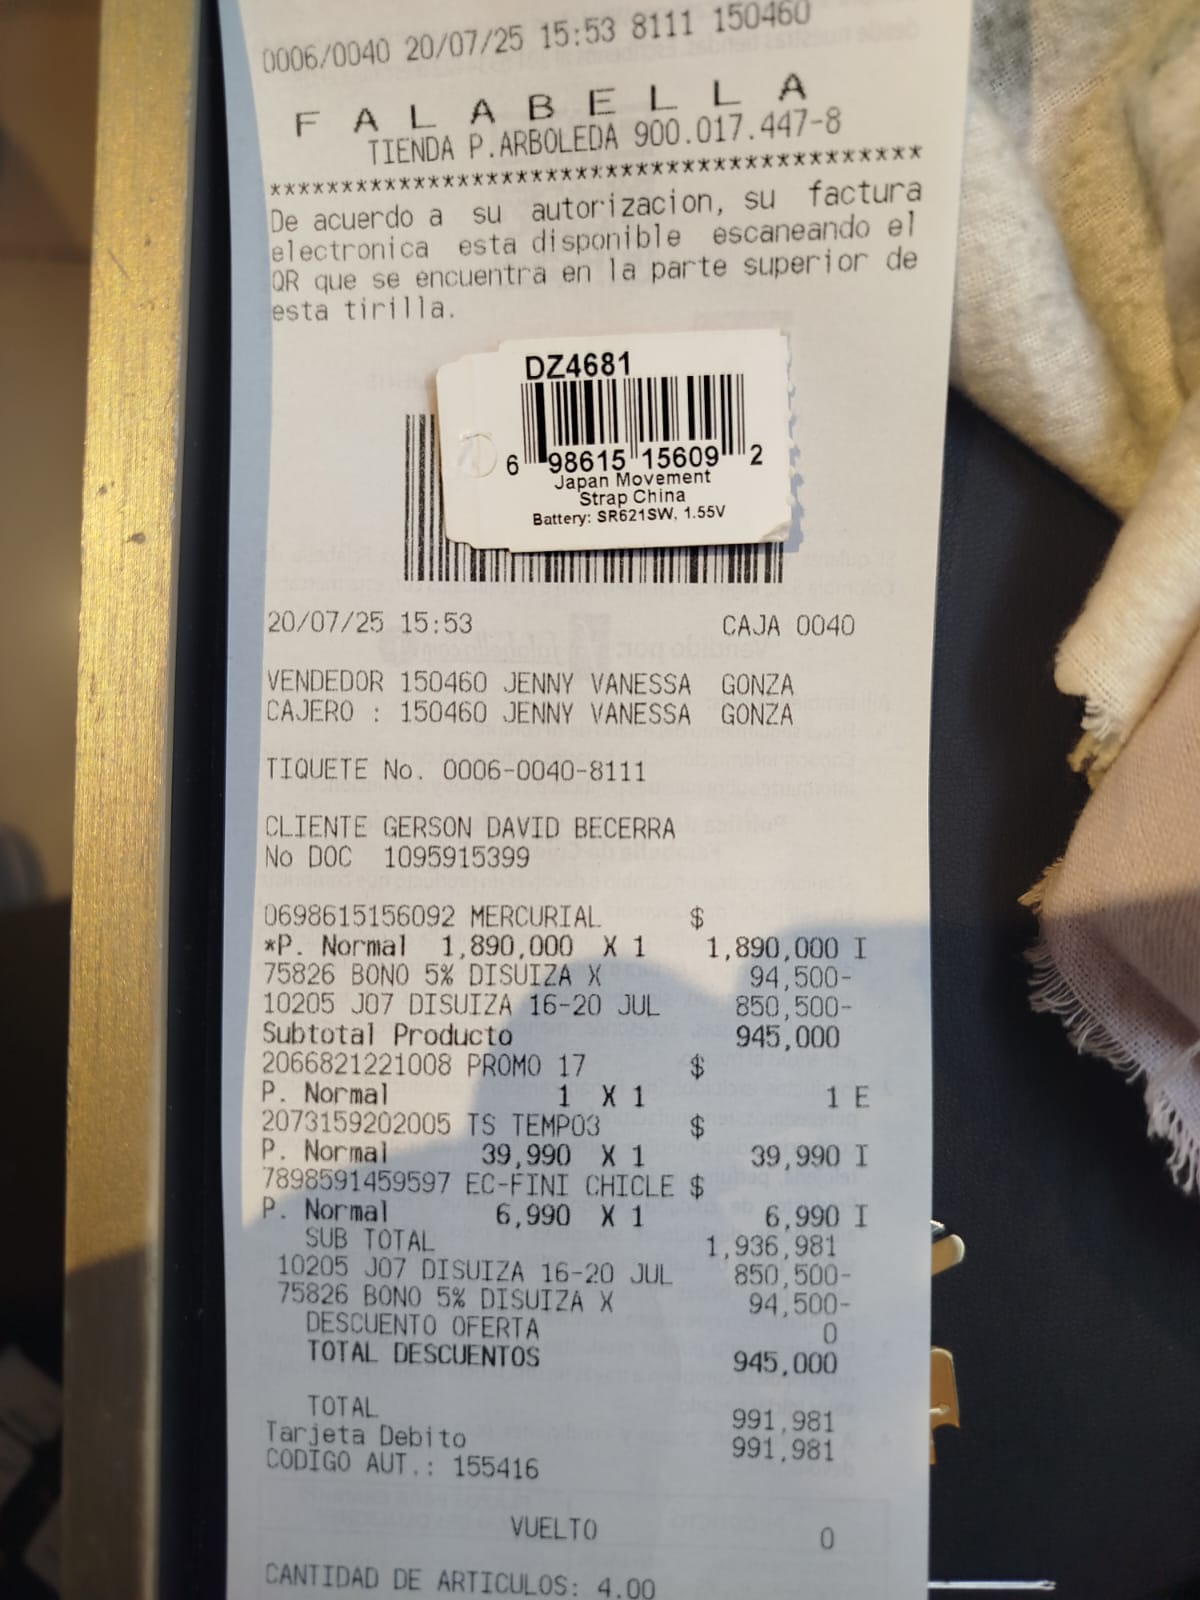 0006/0040 20/07/25 15:53 8111 150460
F A L A B E L L A
TIENDA P.ARBOLEDA 900.017.447-8
********************************************
De acuerdo a su autorizacion, su factura
electronica esta disponible escaneando el
QR que se encuentra en la parte superior de
esta tirilla.
DZ4681
6 98615 15609 2
Japan Movement
Strap China
Battery: SR621SW, 1.55V
20/07/25 15:53 CAJA 0040
VENDEDOR 150460 JENNY VANESSA GONZA
CAJERO : 150460 JENNY VANESSA GONZA
TIQUETE No. 0006-0040-8111
CLIENTE GERSON DAVID BECERRA
No DOC 1095915399
0698615156092 MERCURIAL $
*P. Normal 1,890,000 X 1 1,890,000 I
75826 BONO 5% DISUIZA X 94,500-
10205 J07 DISUIZA 16-20 JUL 850,500-
Subtotal Producto 945,000
2066821221008 PROMO 17 $
P. Normal 1 X 1 1 E
2073159202005 TS TEMPO3 $
P. Normal 39,990 X 1 39,990 I
7898591459597 EC-FINI CHICLE $
P. Normal 6,990 X 1 6,990 I
SUB TOTAL 1,936,981
10205 J07 DISUIZA 16-20 JUL 850,500-
75826 BONO 5% DISUIZA X 94,500-
DESCUENTO OFERTA 0
TOTAL DESCUENTOS 945,000
TOTAL 991,981
Tarjeta Debito 991,981
CODIGO AUT.: 155416
VUELTO 0
CANTIDAD DE ARTICULOS: 4.00